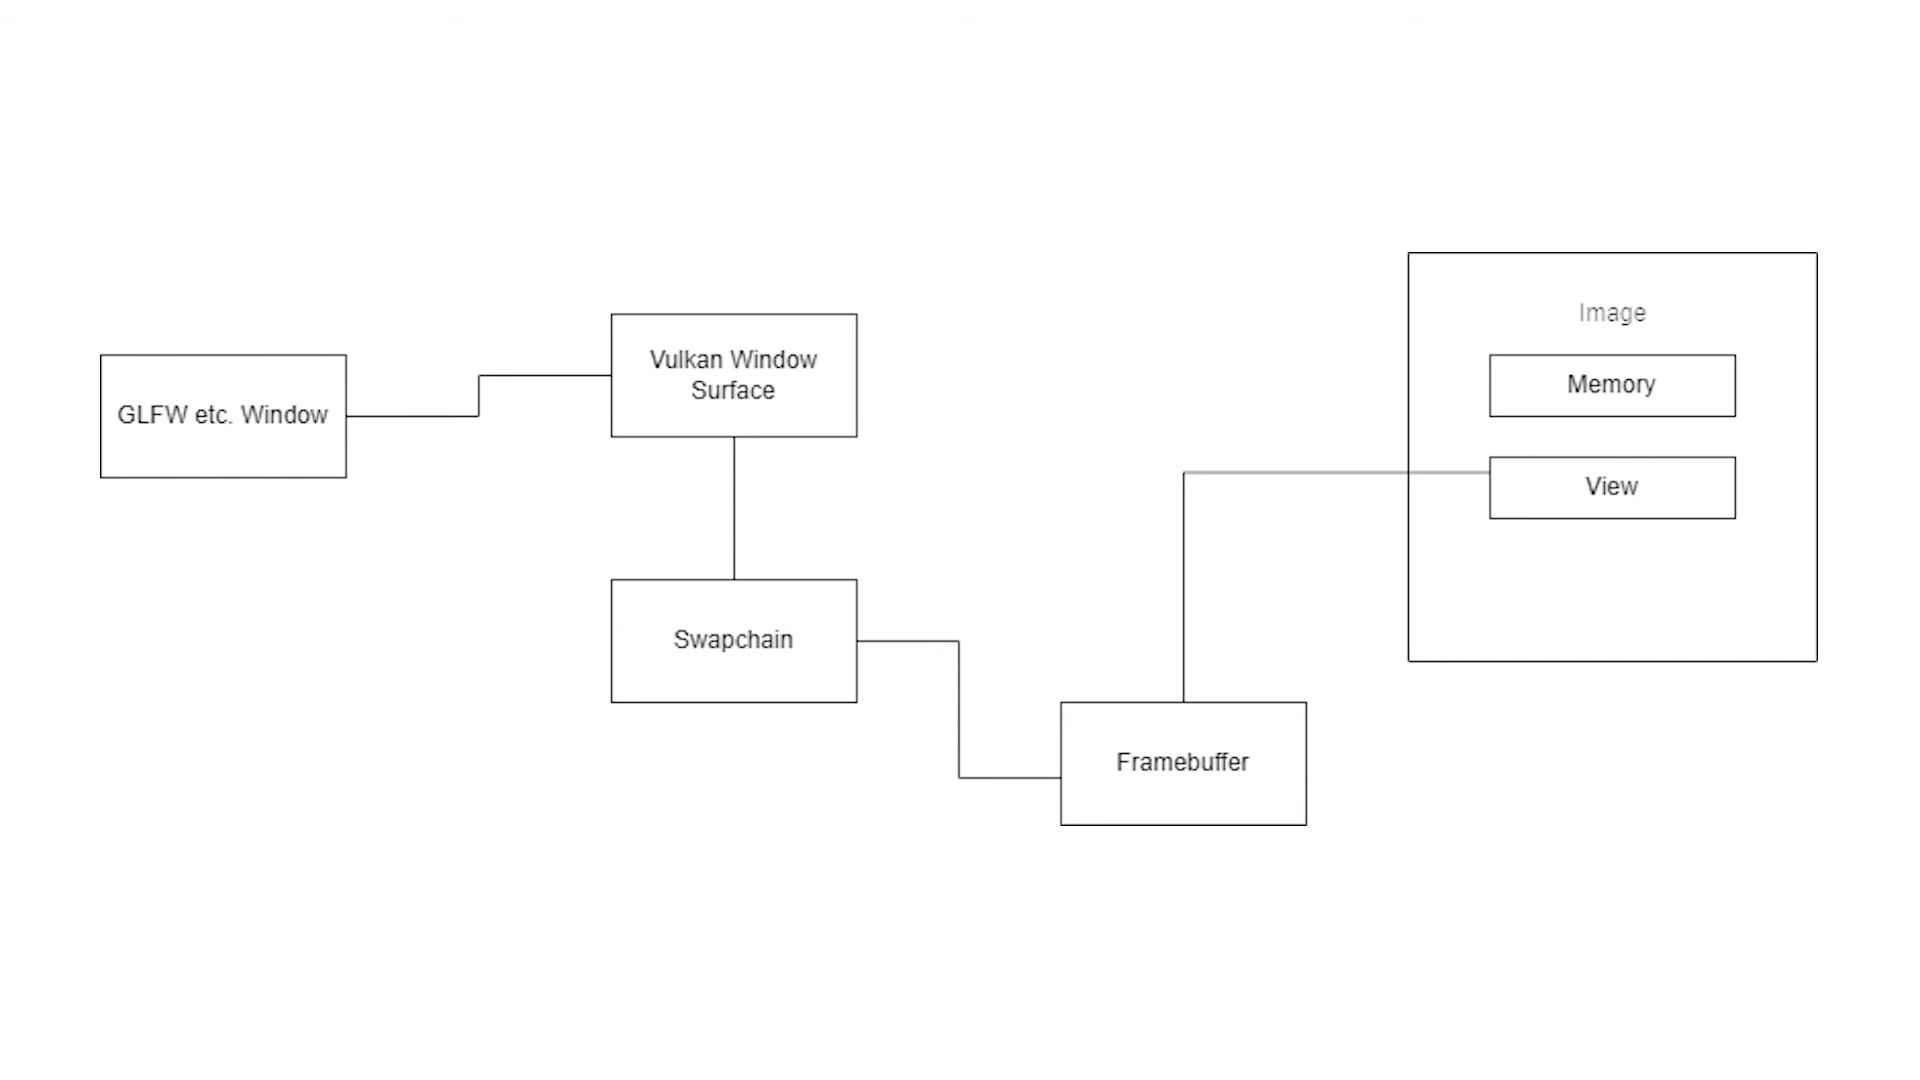 GLFW etc. Window
Vulkan Window
Surface
Swapchain
Framebuffer
Image
Memory
View